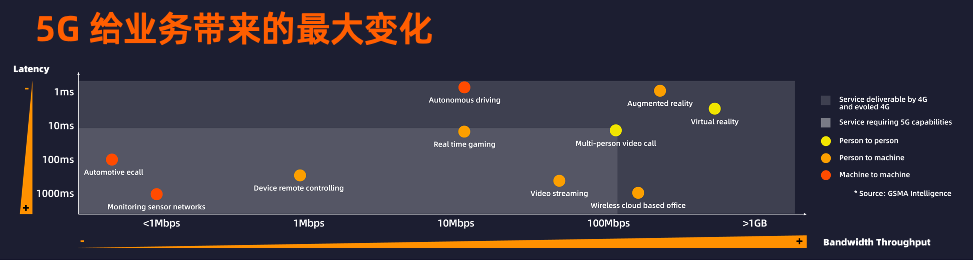 5G 给业务带来的最大变化
Latency
-
1ms
10ms
100ms
1000ms
+
Autonomous driving
Augmented reality
Virtual reality
Real time gaming
Multi-person video call
Automotive ecall
Device remote controlling
Video streaming
Monitoring sensor networks
Wireless cloud based office
<1Mbps
1Mbps
10Mbps
100Mbps
>1GB
-
+
Bandwidth Throughput
Service deliverable by 4G
and evoled 4G
Service requiring 5G capabilities
Person to person
Person to machine
Machine to machine
* Source: GSMA Intelligence